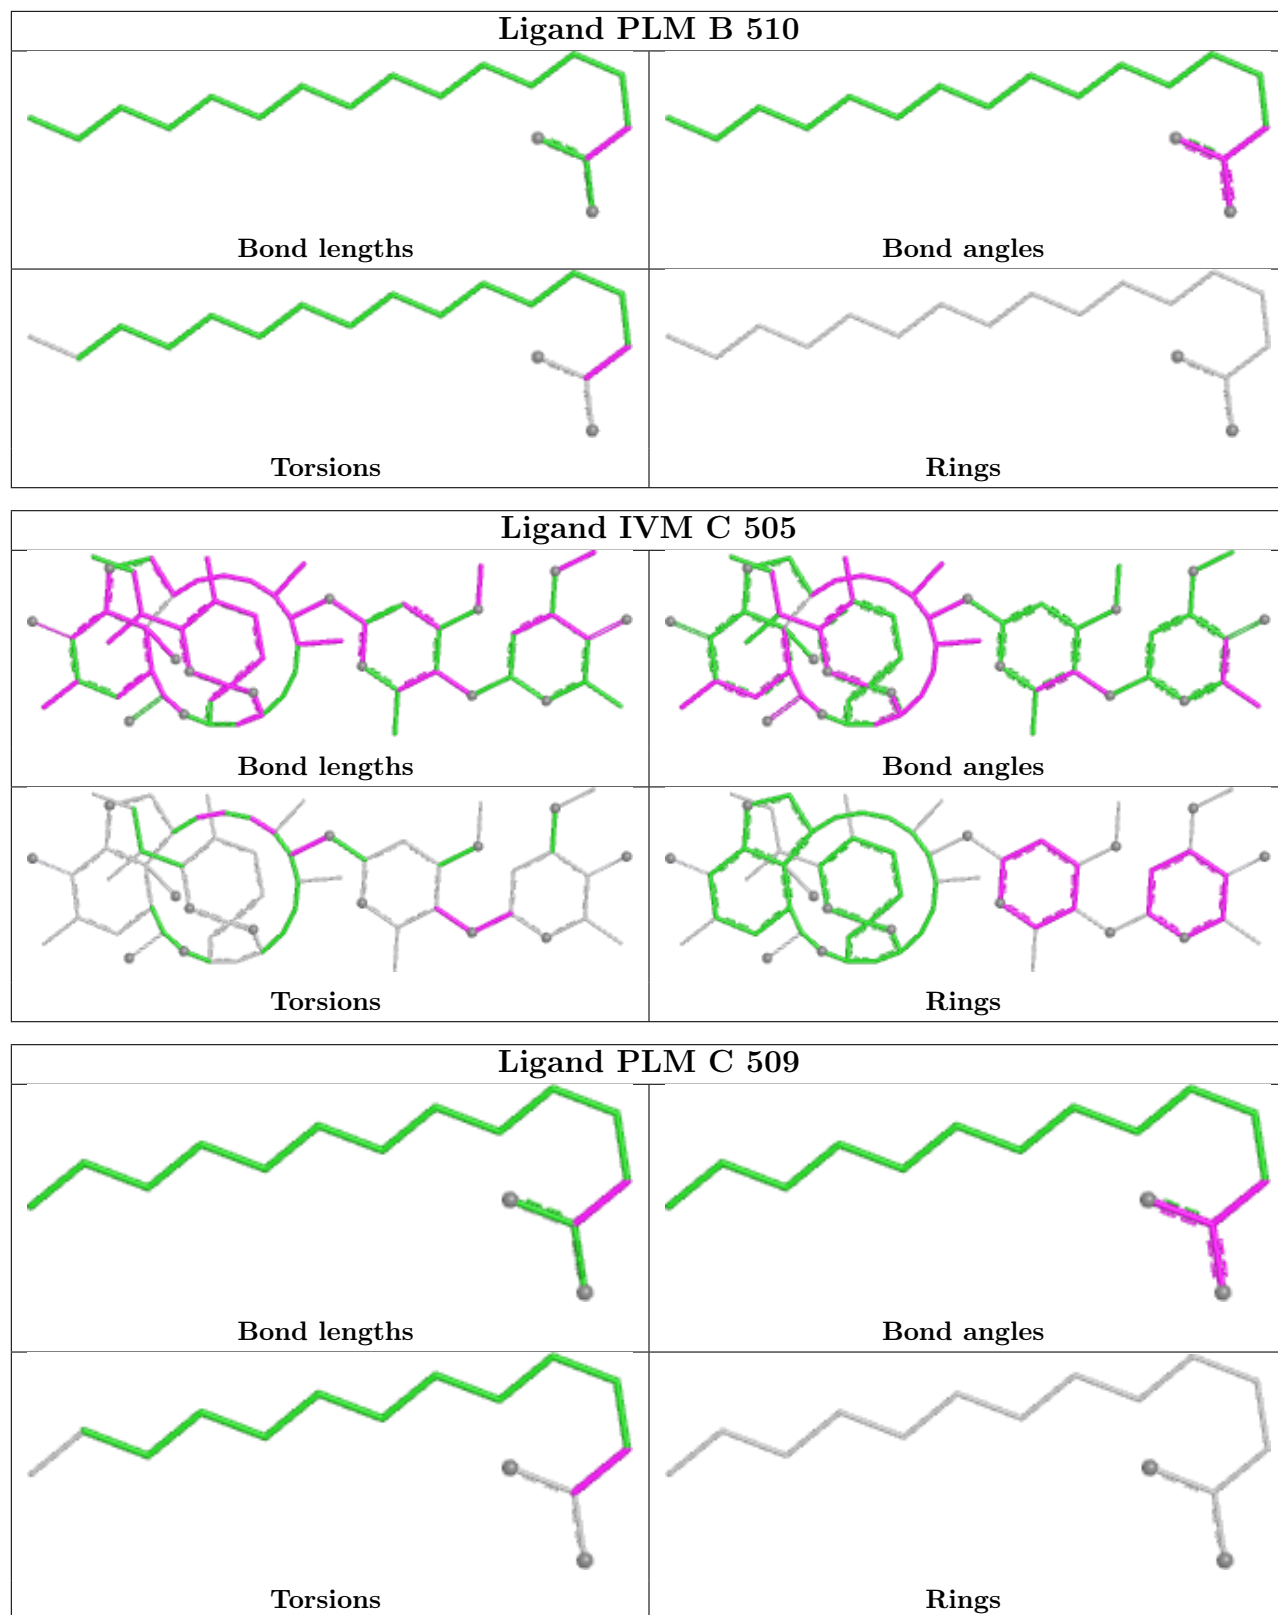 Ligand PLM B 510
Bond lengths
Bond angles
Torsions
Rings
Ligand IVM C 505
Bond lengths
Bond angles
Torsions
Rings
Ligand PLM C 509
Bond lengths
Bond angles
Torsions
Rings